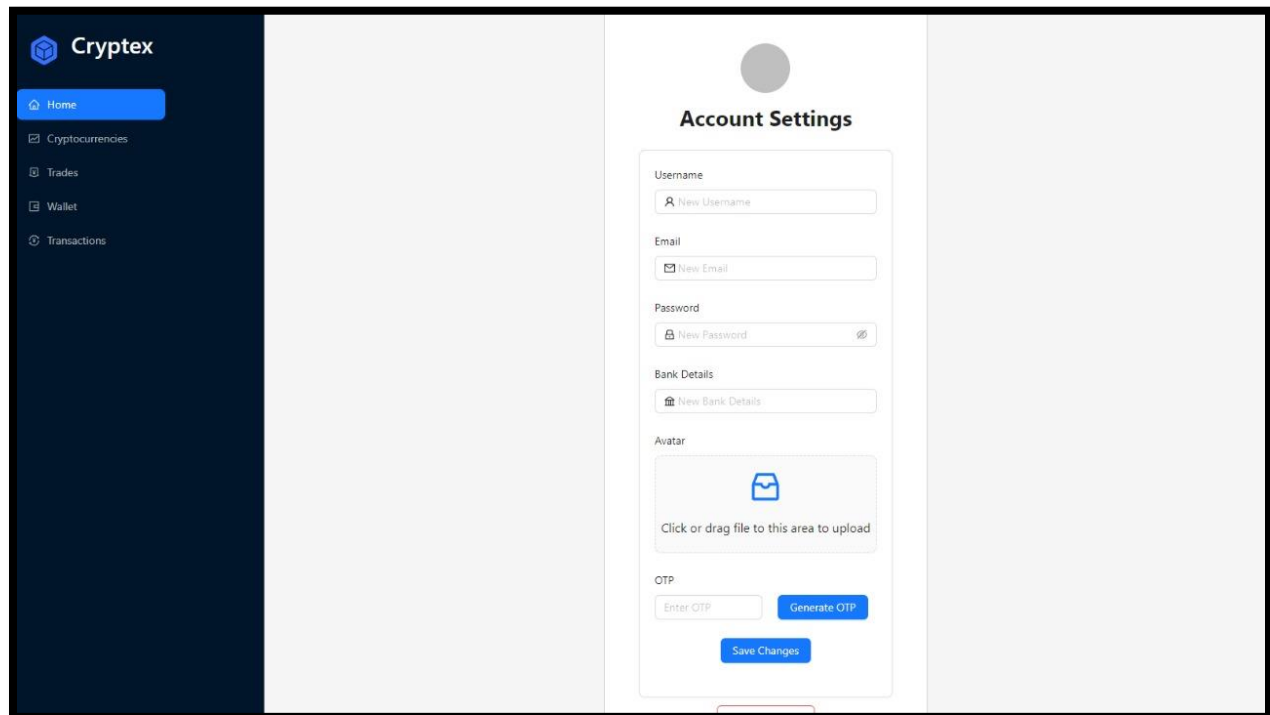 Cryptex
Home
Cryptocurrencies
Trades
Wallet
Transactions
Account Settings
Username
New Username
Email
New Email
Password
New Password
Bank Details
New Bank Details
Avatar
Click or drag file to this area to upload
OTP
Enter OTP
Generate OTP
Save Changes